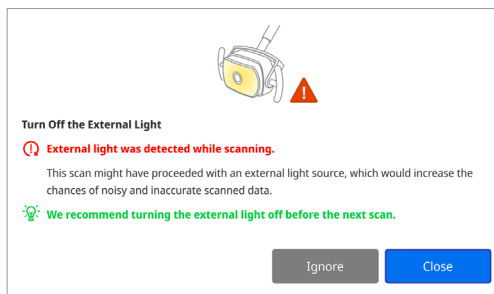 Turn Off the External Light
External light was detected while scanning.
This scan might have proceeded with an external light source, which would increase the
chances of noisy and inaccurate scanned data.
We recommend turning the external light off before the next scan.
Ignore
Close